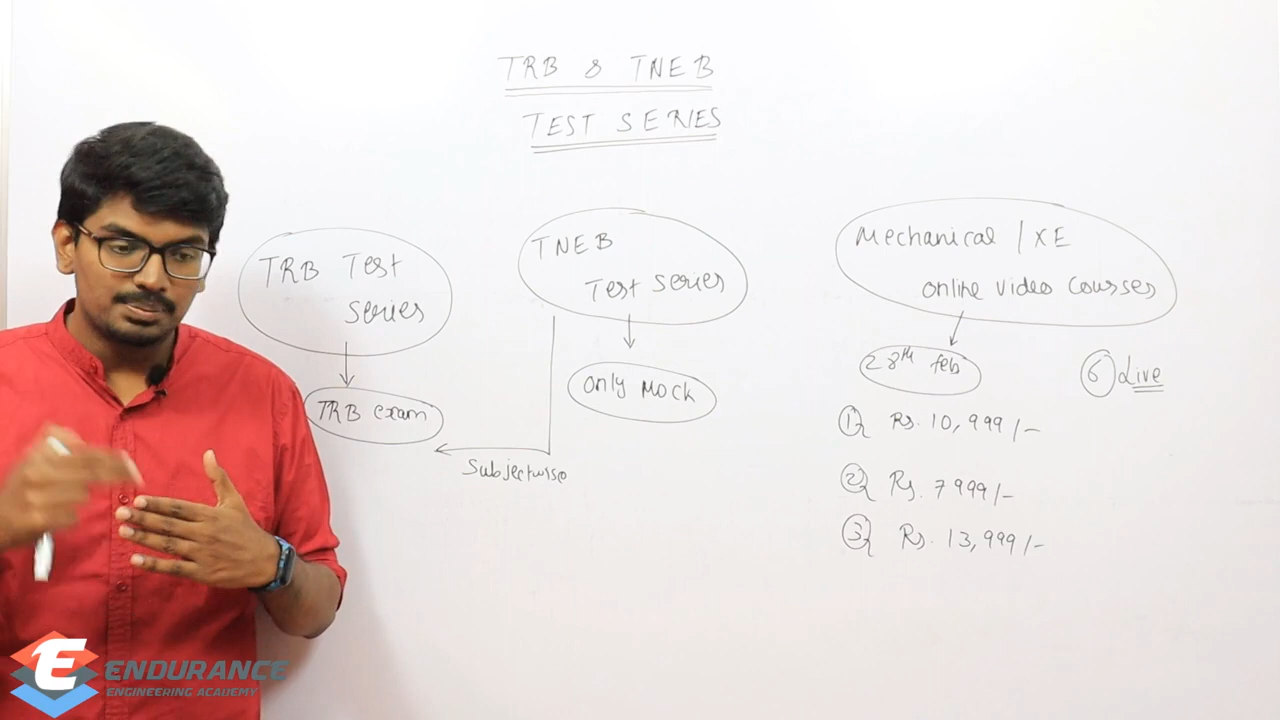 TRB & TNEB
TEST SERIES
TRB Test
Series
TRB exam
TNEB
Test Series
only Mock
Subjectwise
Mechanical / XE
online video courses
28th feb
6 Live
1 Rs. 10,999/-
2 Rs. 7999/-
3 Rs. 13,999/-
E ENDURANCE
ENGINEERING ACADEMY